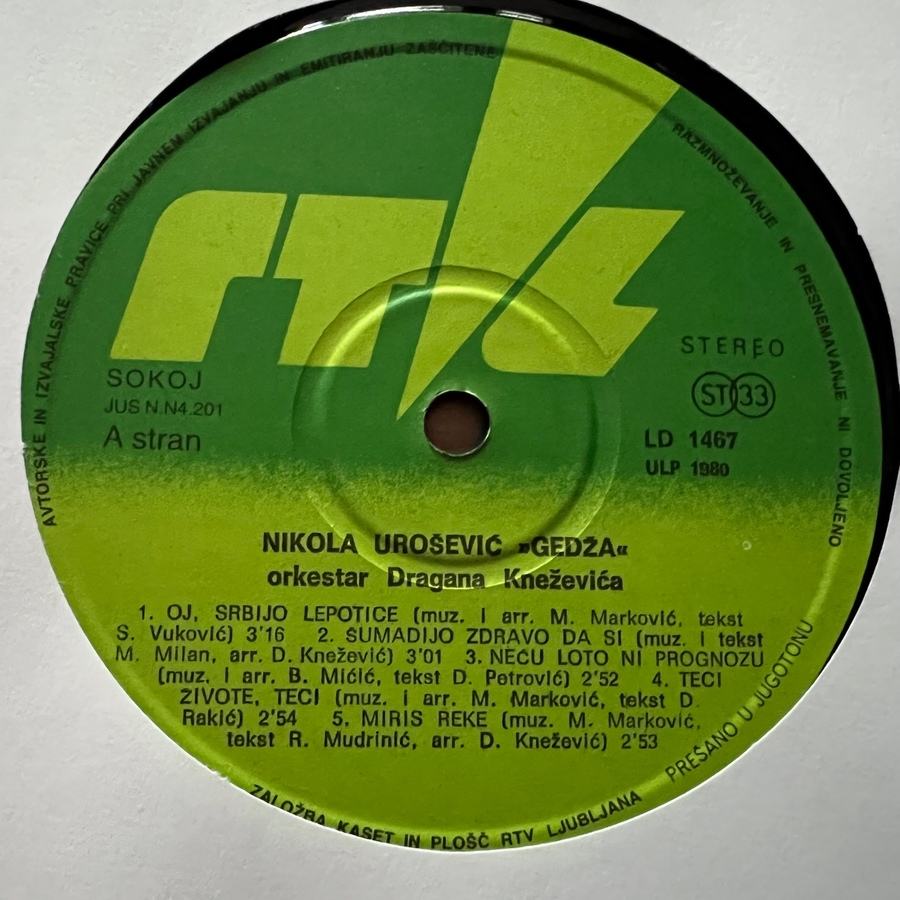 AVTORSKE IN IZVAJALSKE PRAVICE PRI JAVNEM IZVAJANJU IN EMITIRANJU ZAŠČITENE
RAZMNOŽEVANJE IN PRESNEMAVANJE NI DOVOLJENO
rtl
STEREO
SOKOJ
JUS N.N4.201
A stran
ST 33
LD 1467
ULP 1980
NIKOLA UROŠEVIĆ »GEDŽA«
orkestar Dragana Kneževića
1. OJ, SRBIJO LEPOTICE (muz. i arr. M. Marković, tekst
S. Vuković) 3'16 2. ŠUMADIJO ZDRAVO DA SI (muz. i tekst
M. Milan, arr. D. Knežević) 3'01 3. NEĆU LOTO NI PROGNOZU
(muz. i arr. B. Mićić, tekst D. Petrović) 2'52 4. TECI
ŽIVOTE, TECI (muz. i arr. M. Marković, tekst D.
Rakić) 2'54 5. MIRIS REKE (muz. M. Marković,
tekst R. Mudrinić, arr. D. Knežević) 2'53
ZALOŽBA KASET IN PLOŠČ RTV LJUBLJANA
PREŠANO U JUGOTONU